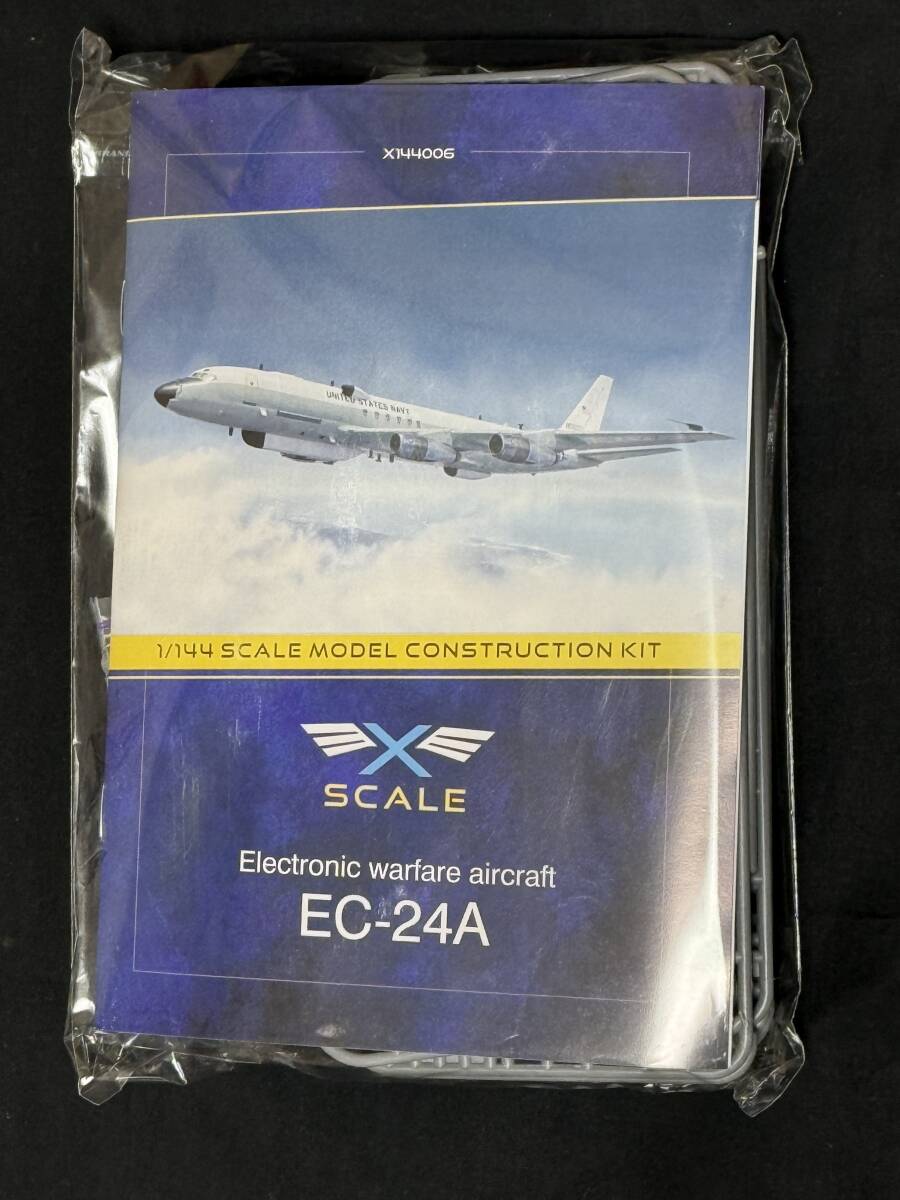 X144006
UNITED STATES NAVY
1/144 SCALE MODEL CONSTRUCTION KIT
X
SCALE
Electronic warfare aircraft
EC-24A